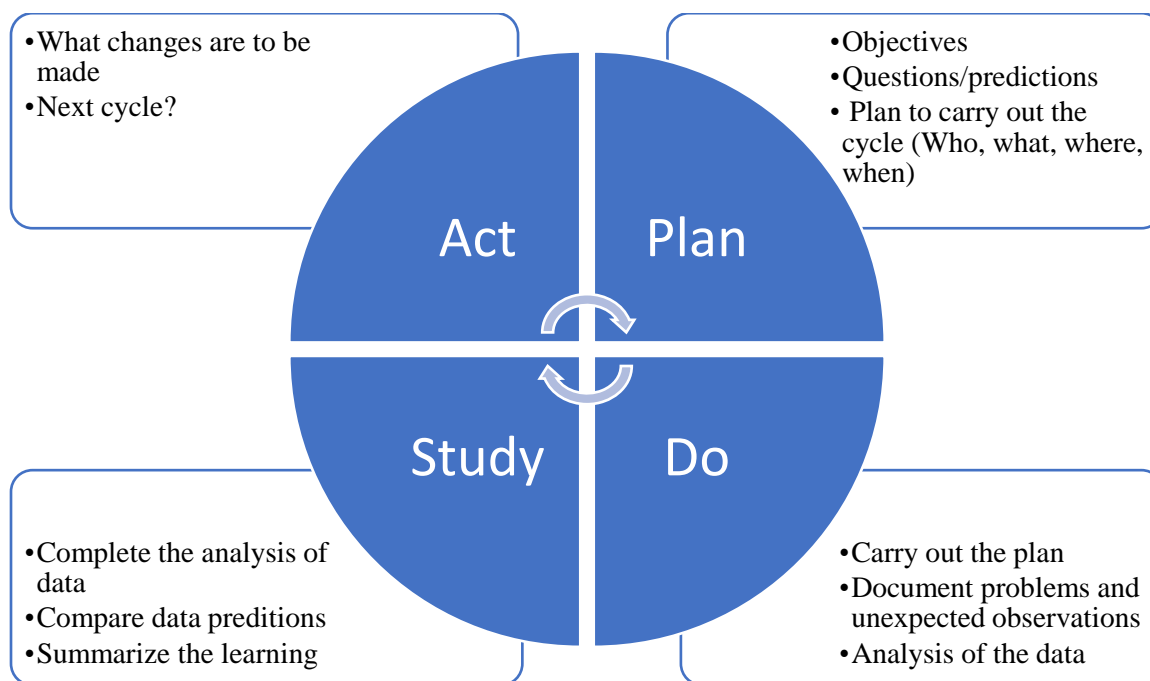 •What changes are to be
made
•Next cycle?
•Objectives
•Questions/predictions
• Plan to carry out the
cycle (Who, what, where,
when)
Act
Plan
Study
Do
•Complete the analysis of
data
•Compare data preditions
•Summarize the learning
•Carry out the plan
•Document problems and
unexpected observations
•Analysis of the data